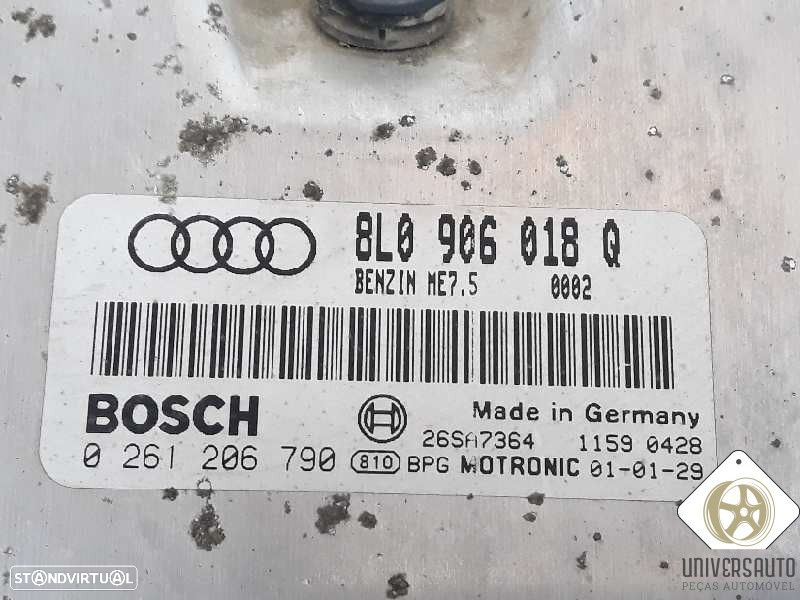 8L0 906 018 Q
BENZIN ME7.5 0002
BOSCH
Made in Germany
26SA7364 1159 0428
0 261 206 790 810 BPG MOTRONIC 01-01-29
STANDVIRTUAL
UNIVERSAUTO
PEÇAS AUTOMÓVEL